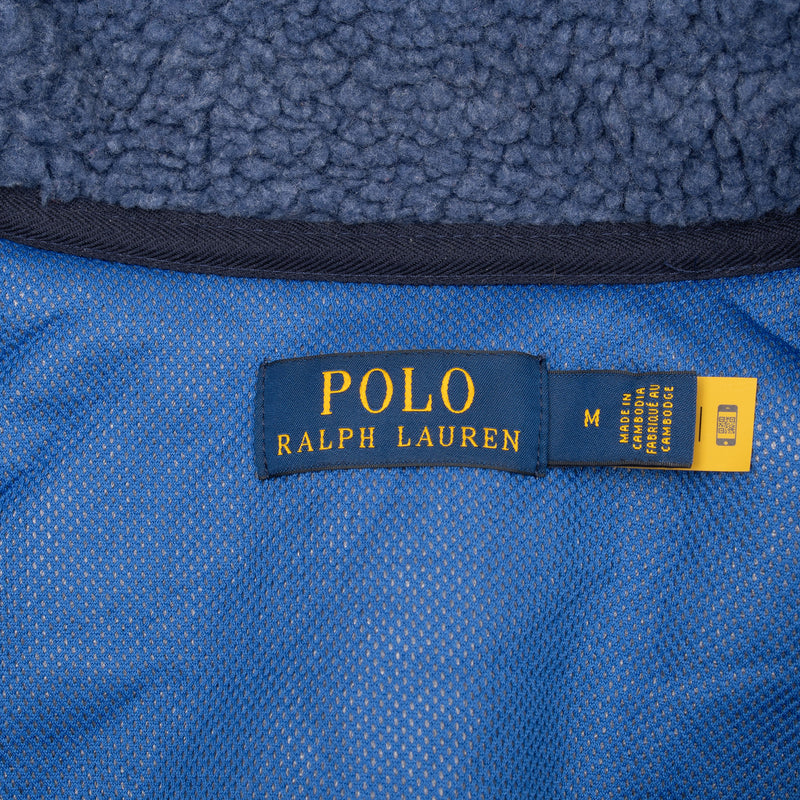 POLO
RALPH LAUREN
M
MADE IN
CAMBODIA
FABRIQUÉ AU
CAMBODGE